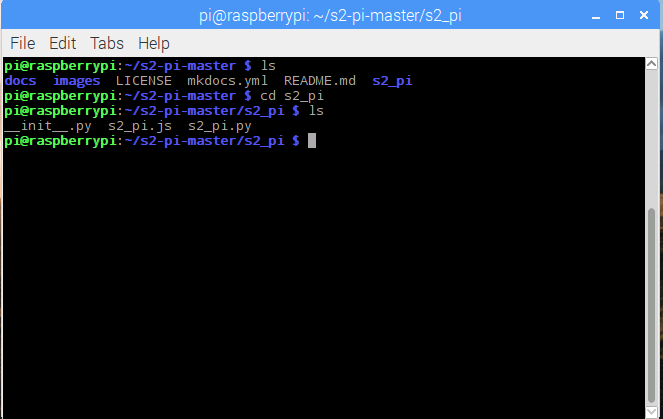 pi@raspberrypi: ~/s2-pi-master/s2_pi
File Edit Tabs Help
pi@raspberrypi:~/s2-pi-master $ ls
docs images LICENSE mkdocs.yml README.md s2_pi
pi@raspberrypi:~/s2-pi-master $ cd s2_pi
pi@raspberrypi:~/s2-pi-master/s2_pi $ ls
__init__.py s2_pi.js s2_pi.py
pi@raspberrypi:~/s2-pi-master/s2_pi $